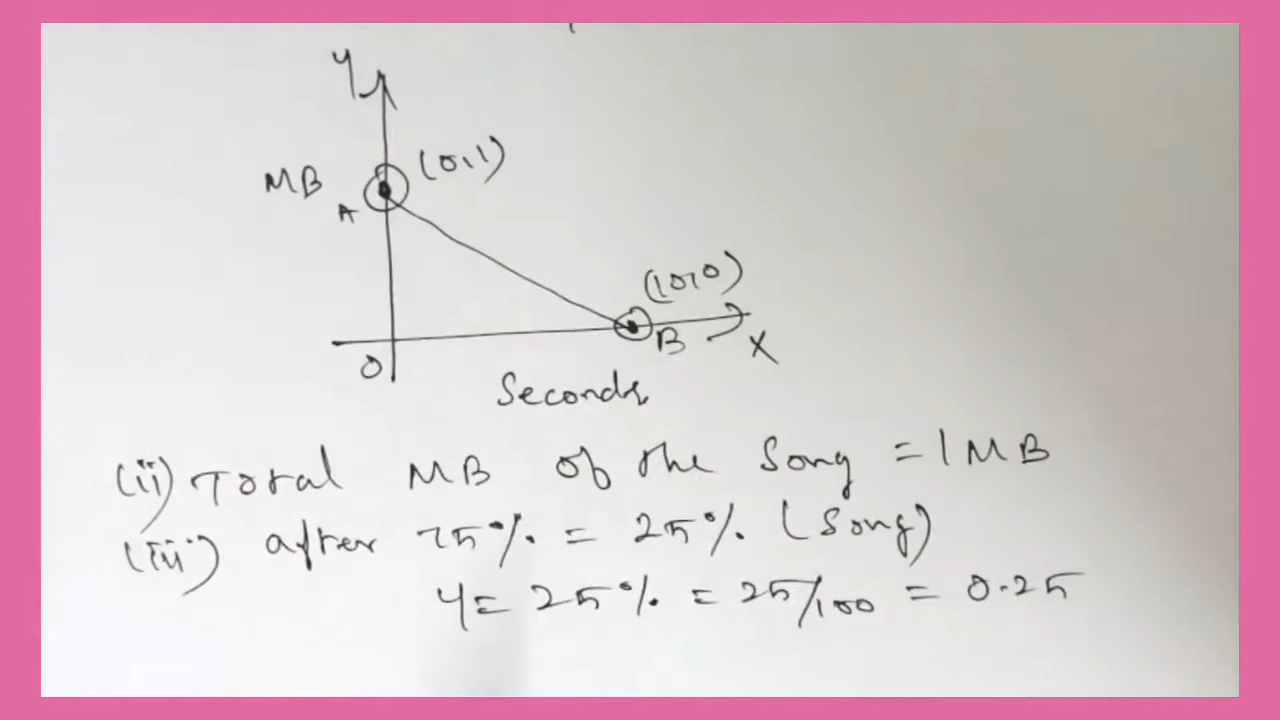 Y
(0,1)
MB
A
(10,0)
B
X
O
Seconds
(ii) Total MB of the song = 1 MB
(iii) after 75% = 25% (song)
y = 25% = 25/100 = 0.25